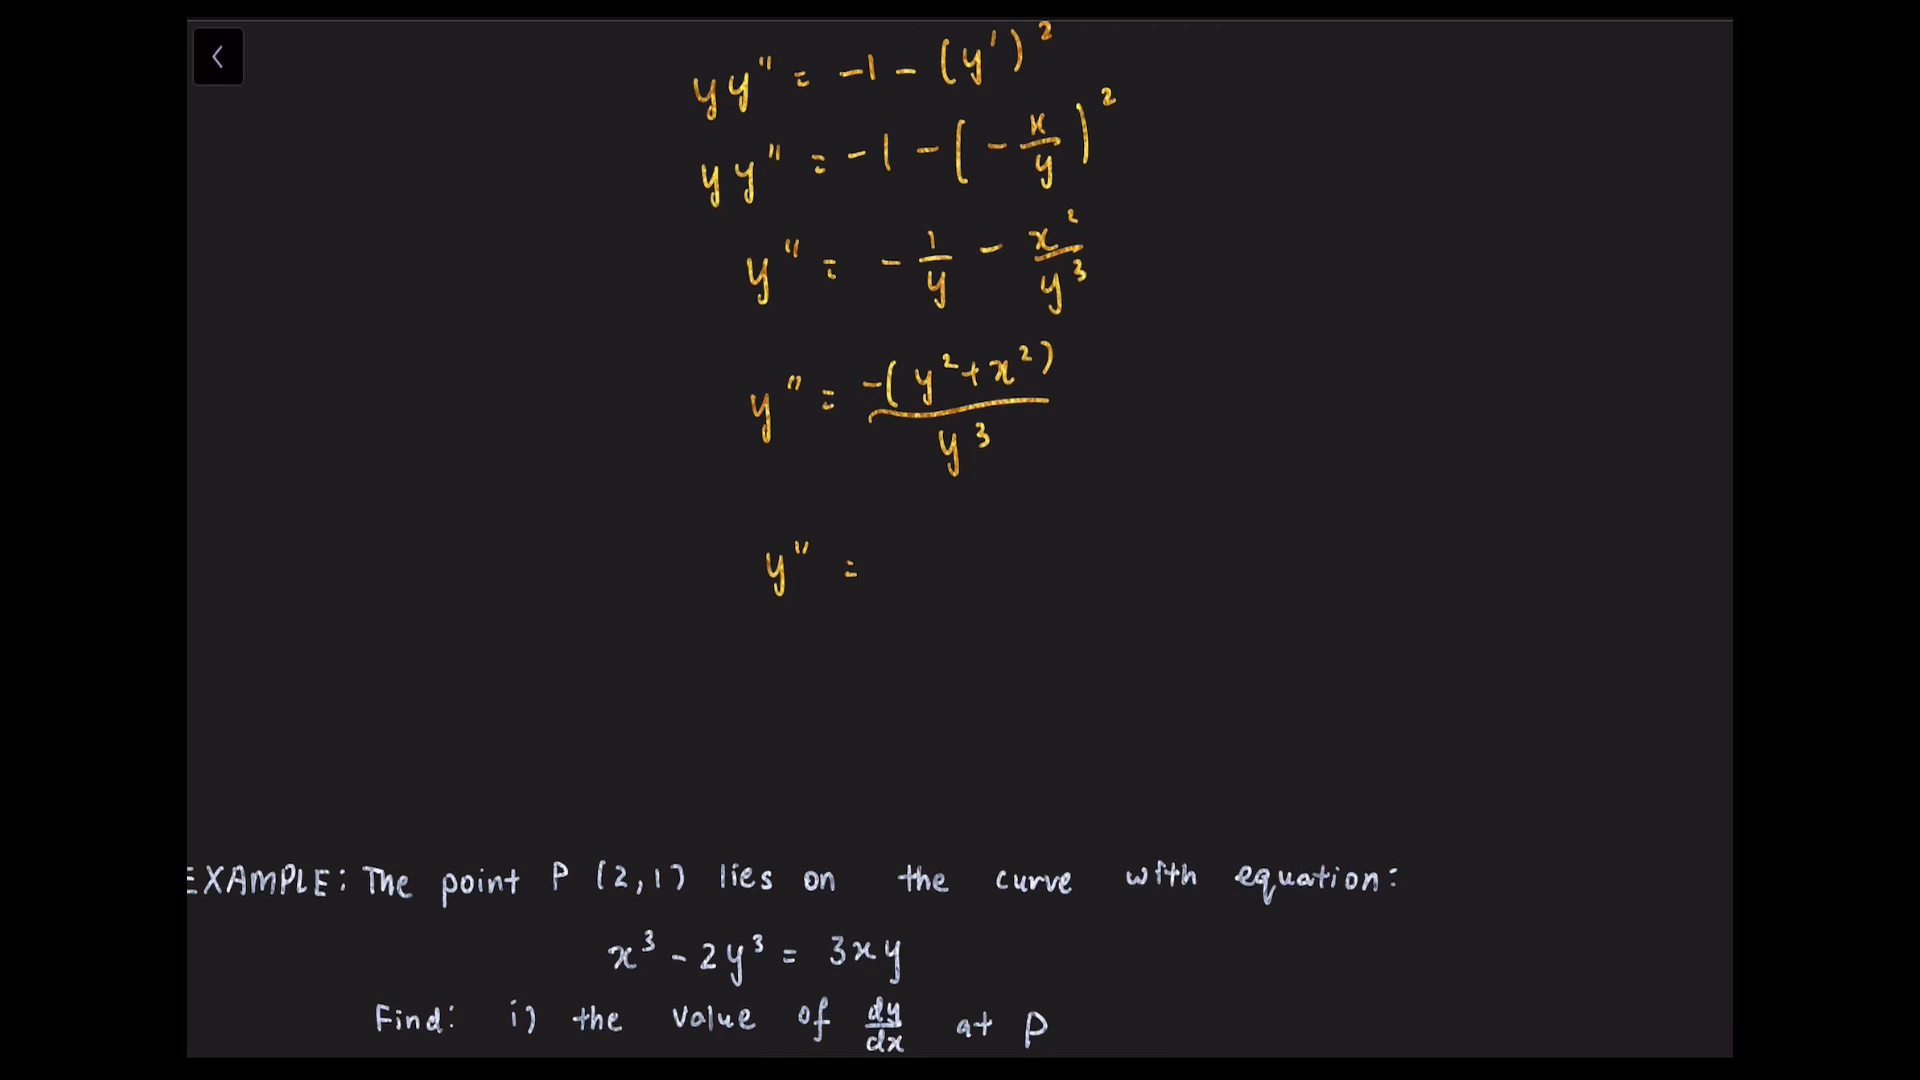 yy'' = -1 - (y')²
yy'' = -1 - (-x/y)²
y'' = -1/y - x²/y³
y'' = -(y²+x²)/y³
y'' =
EXAMPLE: The point P (2,1) lies on the curve with equation:
x³ - 2y³ = 3xy
Find: i) the value of dy/dx at P